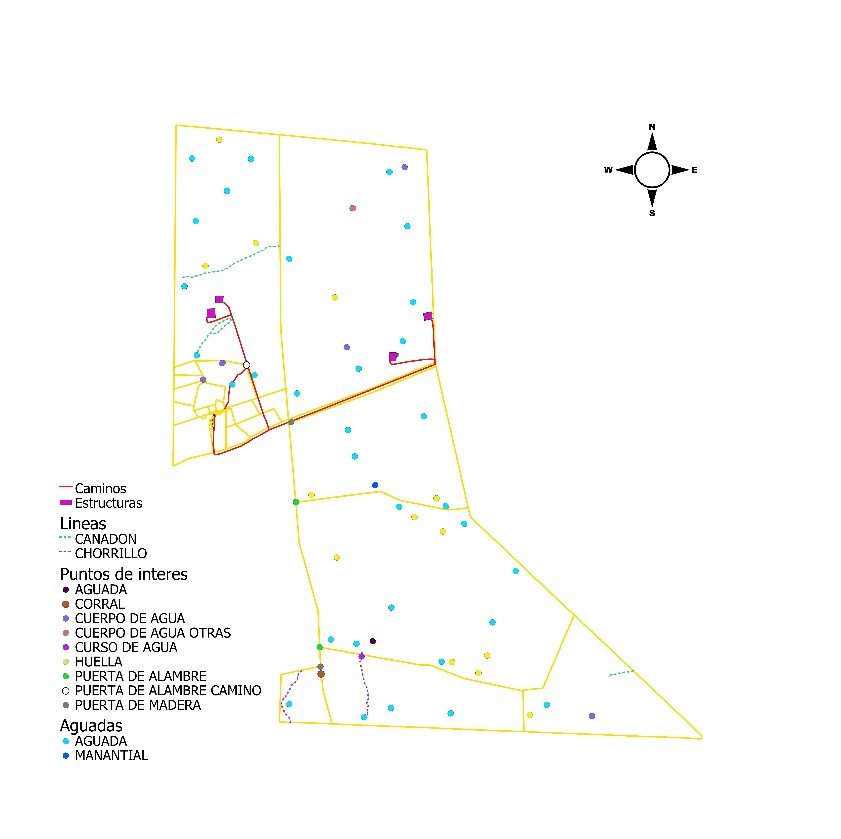 N
W
E
S
Caminos
Estructuras
Lineas
CANADON
CHORRILLO
Puntos de interes
AGUADA
CORRAL
CUERPO DE AGUA
CUERPO DE AGUA OTRAS
CURSO DE AGUA
HUELLA
PUERTA DE ALAMBRE
PUERTA DE ALAMBRE CAMINO
PUERTA DE MADERA
Aguadas
AGUADA
MANANTIAL